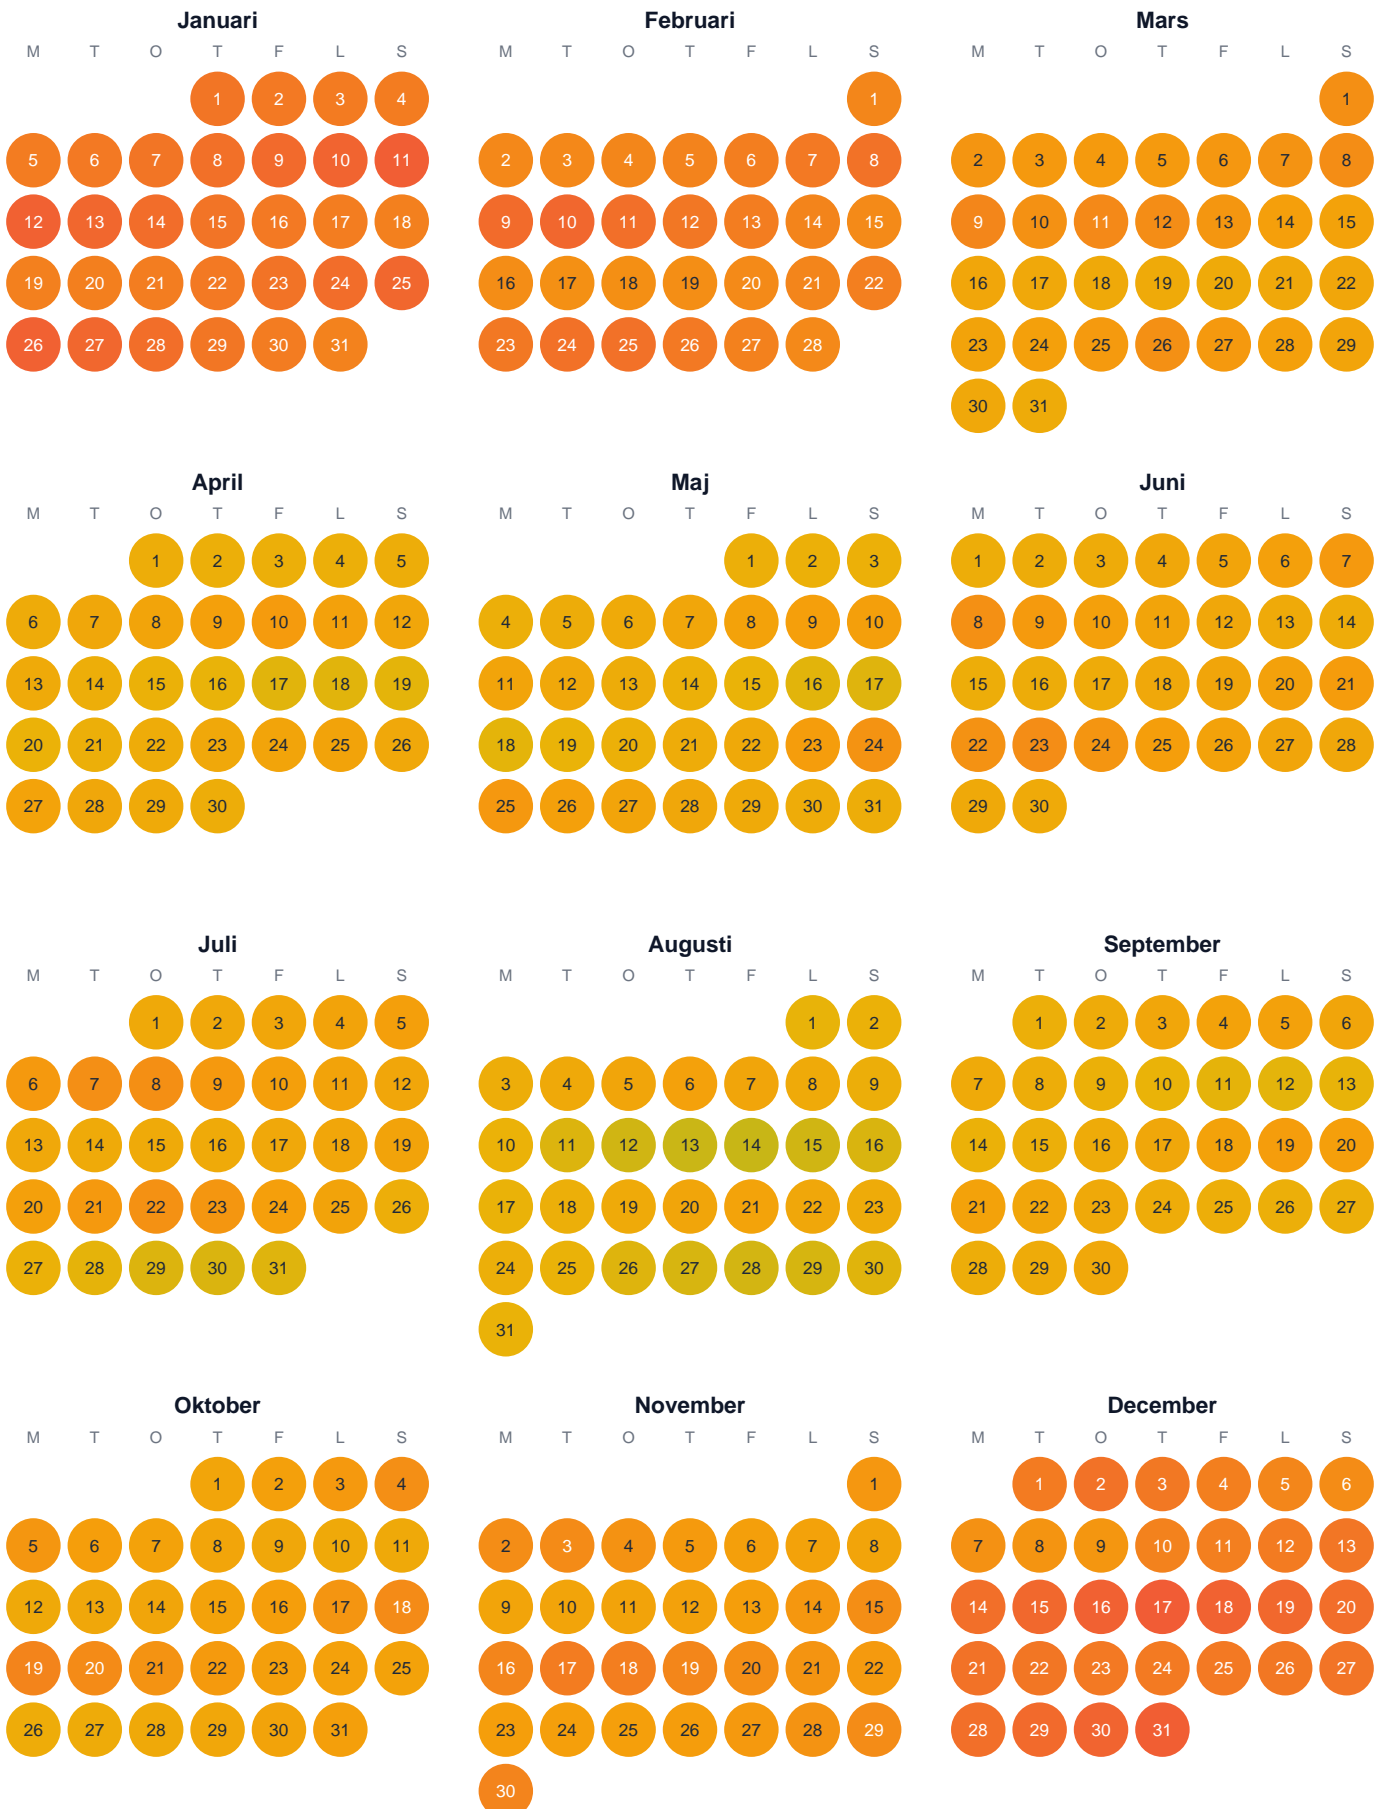 Januari Februari Mars
M T O T F L S M T O T F L S M T O T F L S
1 2 3 4 1 1
5 6 7 8 9 10 11 2 3 4 5 6 7 8 2 3 4 5 6 7 8
12 13 14 15 16 17 18 9 10 11 12 13 14 15 9 10 11 12 13 14 15
19 20 21 22 23 24 25 16 17 18 19 20 21 22 16 17 18 19 20 21 22
26 27 28 29 30 31 23 24 25 26 27 28 23 24 25 26 27 28 29
30 31
April Maj Juni
M T O T F L S M T O T F L S M T O T F L S
1 2 3 4 5 1 2 3 1 2 3 4 5 6 7
6 7 8 9 10 11 12 4 5 6 7 8 9 10 8 9 10 11 12 13 14
13 14 15 16 17 18 19 11 12 13 14 15 16 17 15 16 17 18 19 20 21
20 21 22 23 24 25 26 18 19 20 21 22 23 24 22 23 24 25 26 27 28
27 28 29 30 25 26 27 28 29 30 31 29 30
Juli Augusti September
M T O T F L S M T O T F L S M T O T F L S
1 2 3 4 5 1 2 1 2 3 4 5 6
6 7 8 9 10 11 12 3 4 5 6 7 8 9 7 8 9 10 11 12 13
13 14 15 16 17 18 19 10 11 12 13 14 15 16 14 15 16 17 18 19 20
20 21 22 23 24 25 26 17 18 19 20 21 22 23 21 22 23 24 25 26 27
27 28 29 30 31 24 25 26 27 28 29 30 28 29 30
31
Oktober November December
M T O T F L S M T O T F L S M T O T F L S
1 2 3 4 1 1 2 3 4 5 6
5 6 7 8 9 10 11 2 3 4 5 6 7 8 7 8 9 10 11 12 13
12 13 14 15 16 17 18 9 10 11 12 13 14 15 14 15 16 17 18 19 20
19 20 21 22 23 24 25 16 17 18 19 20 21 22 21 22 23 24 25 26 27
26 27 28 29 30 31 23 24 25 26 27 28 29 28 29 30 31
30